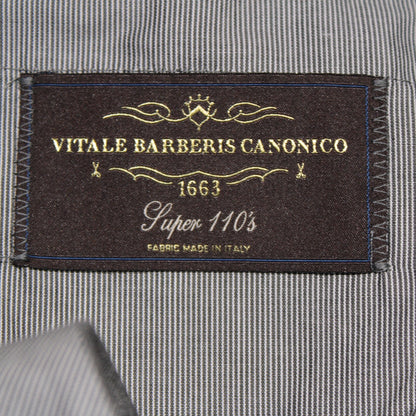 VITALE BARBERIS CANONICO
1663
Super 110's
FABRIC MADE IN ITALY